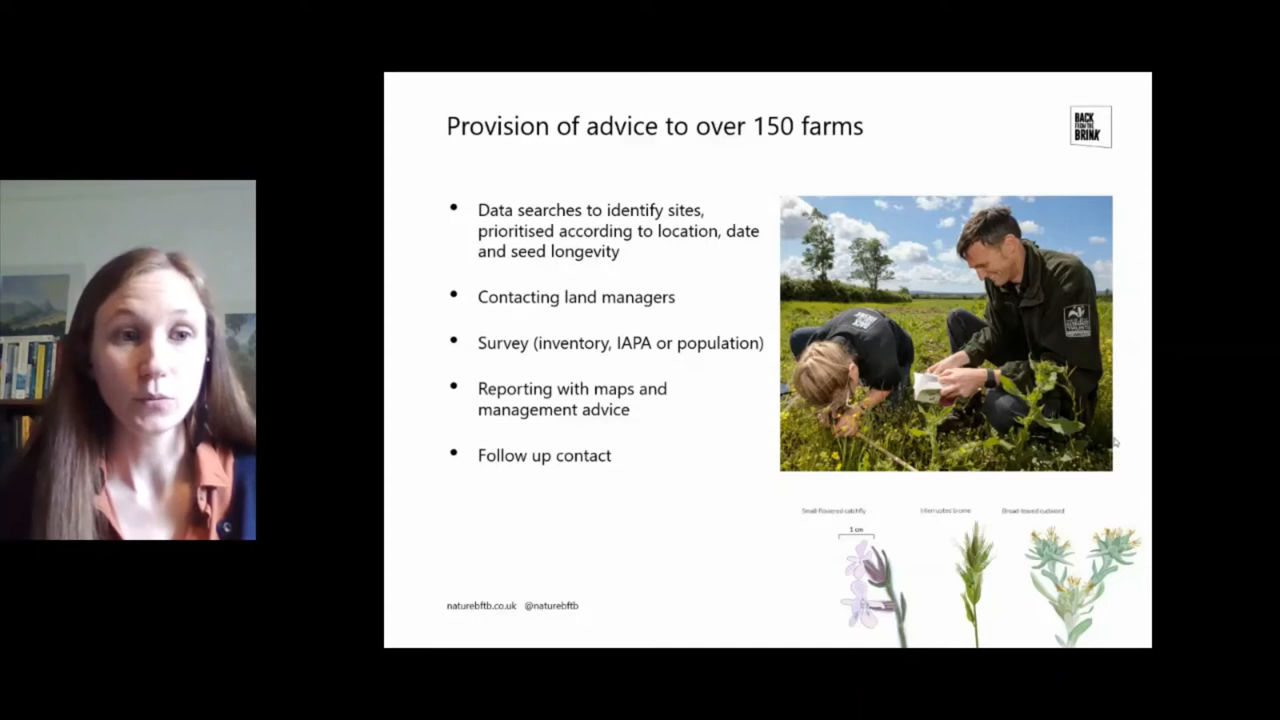 Provision of advice to over 150 farms
BACK
FROM THE
BRINK
Data searches to identify sites,
prioritised according to location, date
and seed longevity
Contacting land managers
Survey (inventory, IAPA or population)
Reporting with maps and
management advice
Follow up contact
Small-flowered catchfly
Interrupted brome
Broad-leaved cudweed
1 cm
naturebftb.co.uk @naturebftb